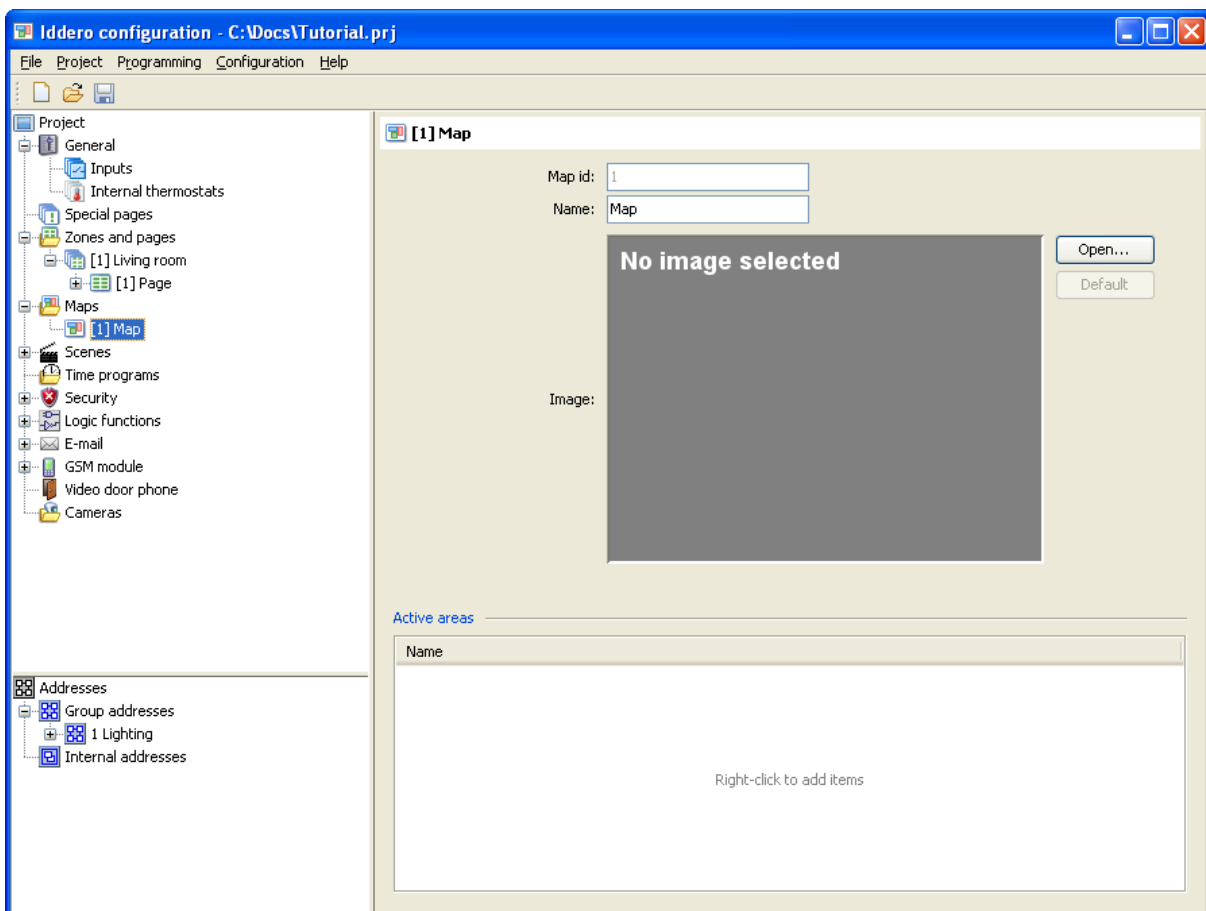 Iddero configuration - C:\Docs\Tutorial.prj
File Project Programming Configuration Help
Project
General
Inputs
Internal thermostats
Special pages
Zones and pages
[1] Living room
[1] Page
Maps
[1] Map
Scenes
Time programs
Security
Logic functions
E-mail
GSM module
Video door phone
Cameras
Addresses
Group addresses
1 Lighting
Internal addresses
[1] Map
Map id: 1
Name: Map
Image:
No image selected
Open...
Default
Active areas
Name
Right-click to add items